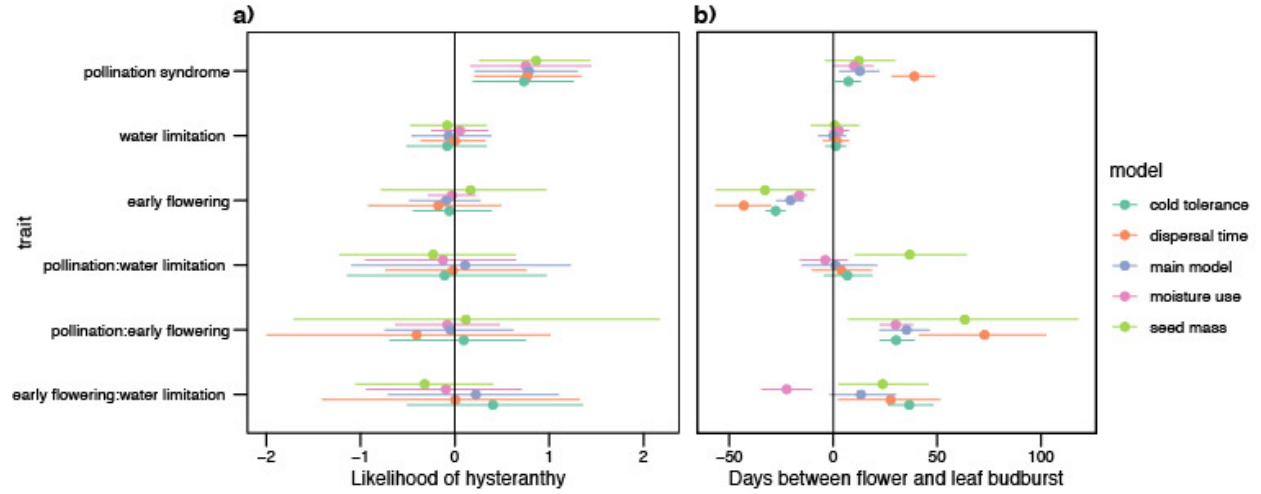 a)
b)
trait
pollination syndrome
water limitation
early flowering
pollination:water limitation
pollination:early flowering
early flowering:water limitation
−2
−1
0
1
2
Likelihood of hysteranthy
−50
0
50
100
Days between flower and leaf budburst
model
cold tolerance
dispersal time
main model
moisture use
seed mass